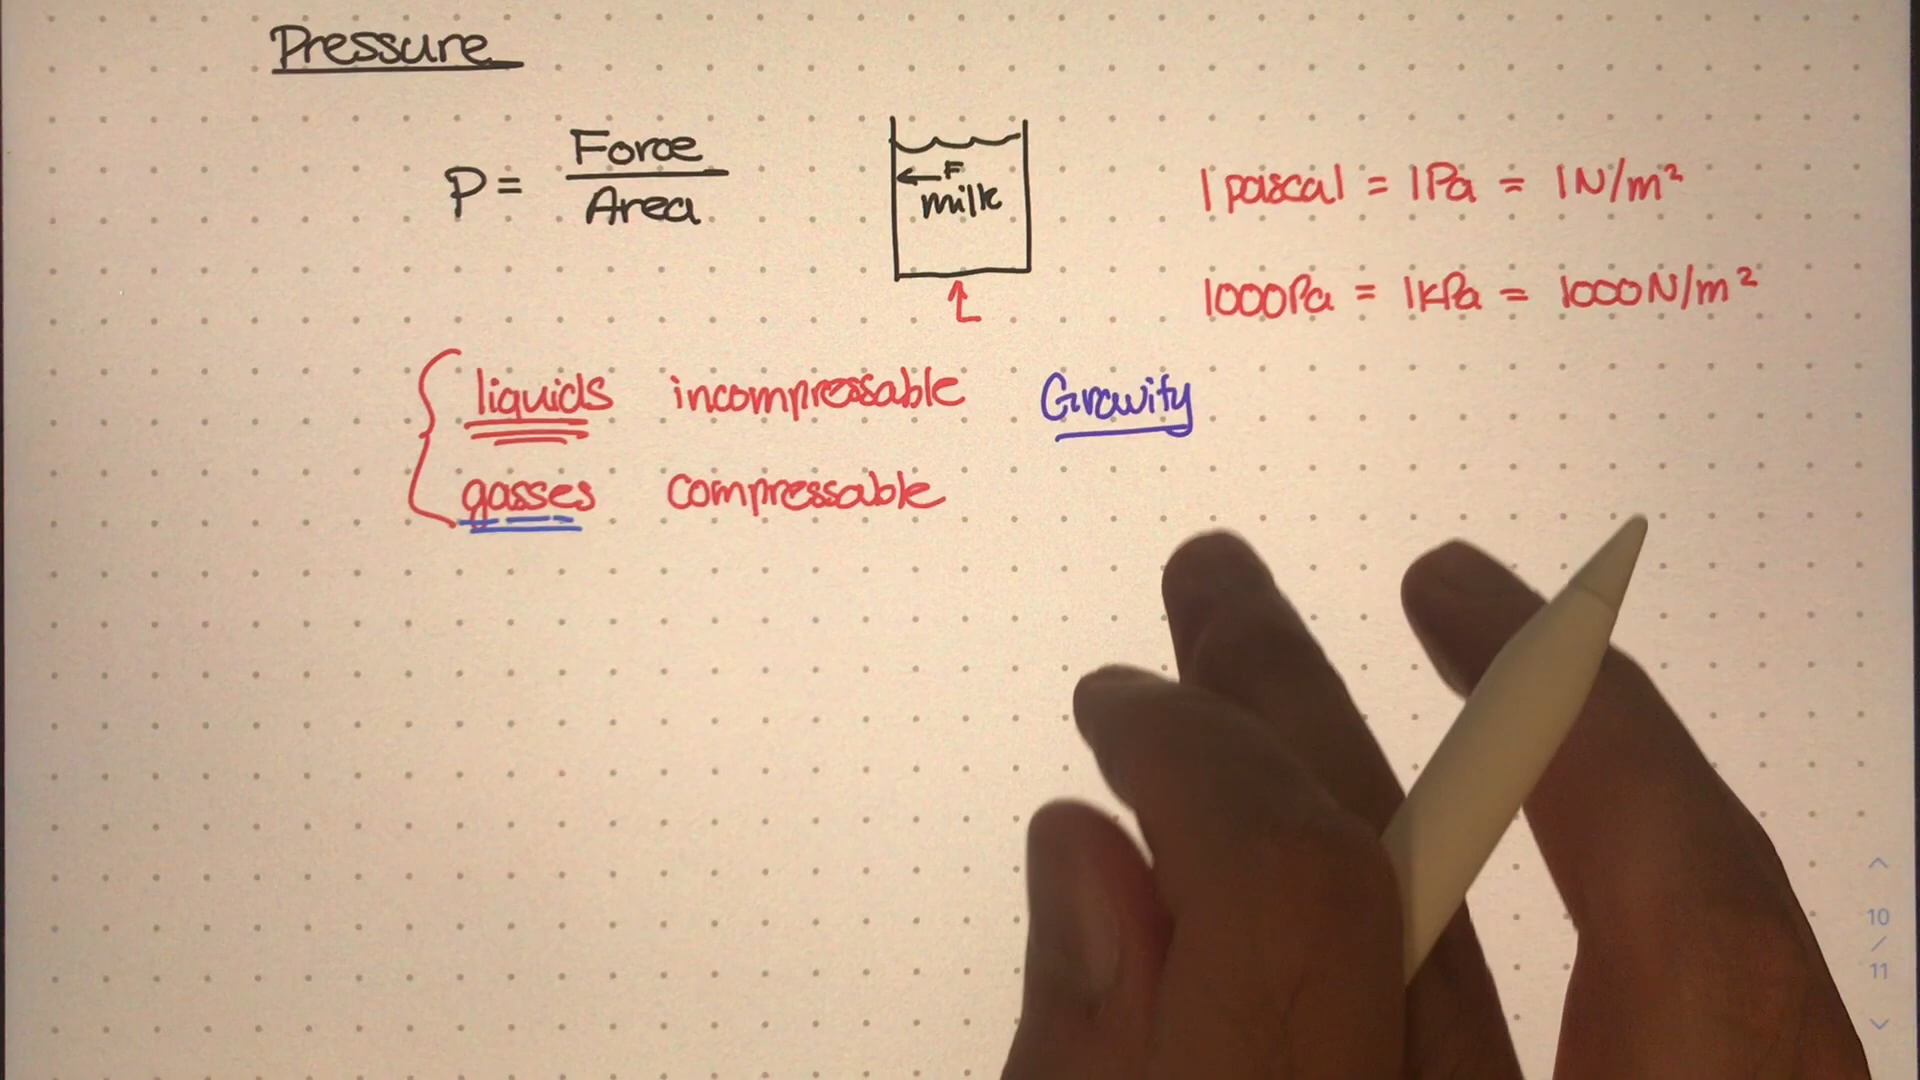 Pressure
P = Force
Area
F
milk
1 pascal = 1Pa = 1N/m²
1000Pa = 1kPa = 1000N/m²
liquids incompressable Gravity
gasses compressable
10
/
11